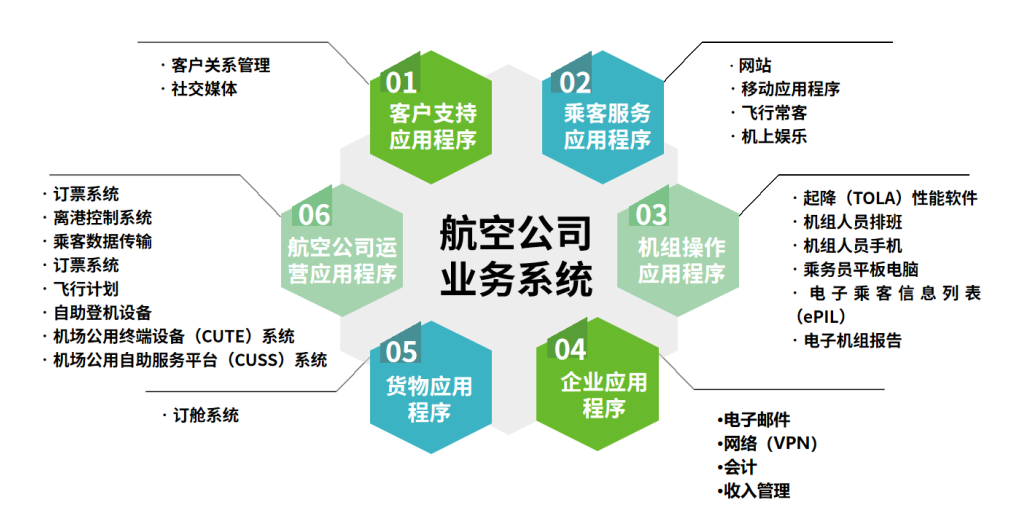 01
客户支持
应用程序
· 客户关系管理
· 社交媒体
02
乘客服务
应用程序
· 网站
· 移动应用程序
· 飞行常客
· 机上娱乐
航空公司
业务系统
03
机组操作
应用程序
· 起降（TOLA）性能软件
· 机组人员排班
· 机组人员手机
· 乘务员平板电脑
· 电子乘客信息列表
（ePIL）
· 电子机组报告
04
企业应用
程序
•电子邮件
•网络（VPN）
•会计
•收入管理
05
货物应用
程序
· 订舱系统
06
航空公司运
营应用程序
· 订票系统
· 离港控制系统
· 乘客数据传输
· 订票系统
· 飞行计划
· 自助登机设备
· 机场公用终端设备（CUTE）系统
· 机场公用自助服务平台（CUSS）系统